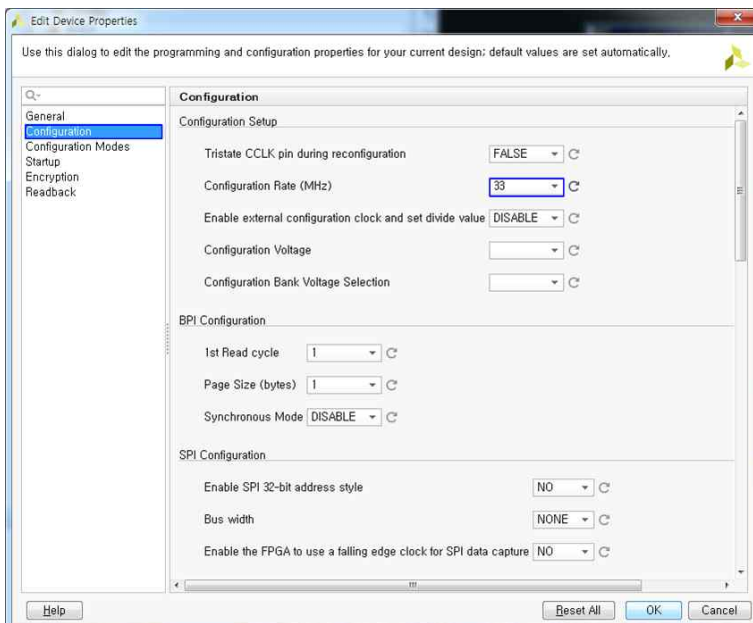 Edit Device Properties
Use this dialog to edit the programming and configuration properties for your current design; default values are set automatically.
General
Configuration
Configuration Modes
Startup
Encryption
Readback
Configuration
Configuration Setup
Tristate CCLK pin during reconfiguration FALSE
Configuration Rate (MHz) 33
Enable external configuration clock and set divide value DISABLE
Configuration Voltage
Configuration Bank Voltage Selection
BPI Configuration
1st Read cycle 1
Page Size (bytes) 1
Synchronous Mode DISABLE
SPI Configuration
Enable SPI 32-bit address style NO
Bus width NONE
Enable the FPGA to use a falling edge clock for SPI data capture NO
Help Reset All OK Cancel